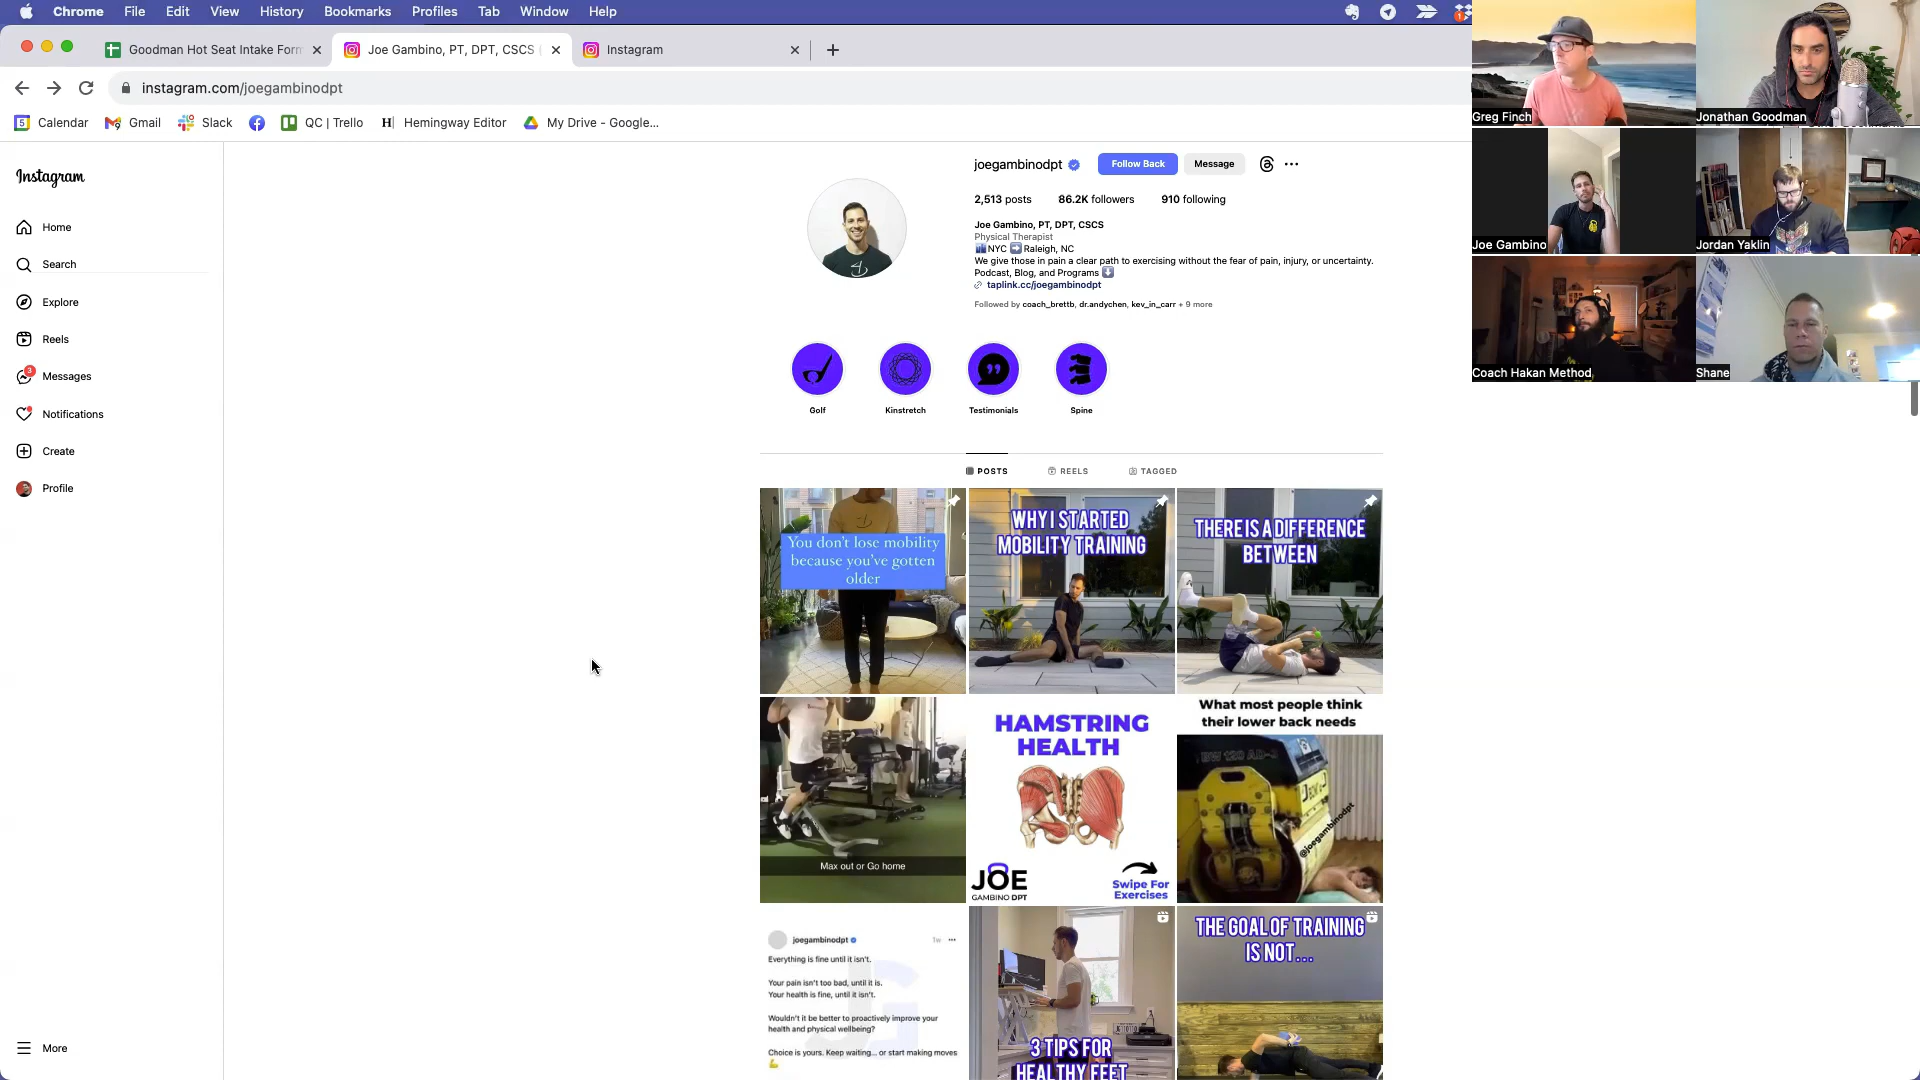 Chrome File Edit View History Bookmarks Profiles Tab Window Help
Goodman Hot Seat Intake Form
Joe Gambino, PT, DPT, CSCS
Instagram
instagram.com/joegambinodpt
Calendar
Gmail
Slack
QC | Trello
Hemingway Editor
My Drive - Google...
Greg Finch
Jonathan Goodman
Joe Gambino
Jordan Yaklin
Coach Hakan Method
Shane
Instagram
Home
Search
Explore
Reels
3
Messages
Notifications
Create
Profile
More
joegambinodpt
Follow Back
Message
2,513 posts
86.2K followers
910 following
Joe Gambino, PT, DPT, CSCS
Physical Therapist
NYC ➡️ Raleigh, NC
We give those in pain a clear path to exercising without the fear of pain, injury, or uncertainty.
Podcast, Blog, and Programs ⬇️
taplink.cc/joegambinodpt
Followed by coach_brettb, dr.andychen, kev_in_carr + 9 more
Golf
Kinstretch
Testimonials
Spine
POSTS
REELS
TAGGED
You don't lose mobility
because you've gotten
older
WHY I STARTED
MOBILITY TRAINING
THERE IS A DIFFERENCE
BETWEEN
Max out or Go home
HAMSTRING
HEALTH
JOE
GAMBINO DPT
Swipe For
Exercises
What most people think
their lower back needs
@joegambinodpt
joegambinodpt
1w
Everything is fine until it isn't.
Your pain isn't too bad, until it is.
Your health is fine, until it isn't.
Wouldn't it be better to proactively improve your
health and physical wellbeing?
Choice is yours. Keep waiting... or start making moves
💪
3 TIPS FOR
HEALTHY FEET
THE GOAL OF TRAINING
IS NOT...